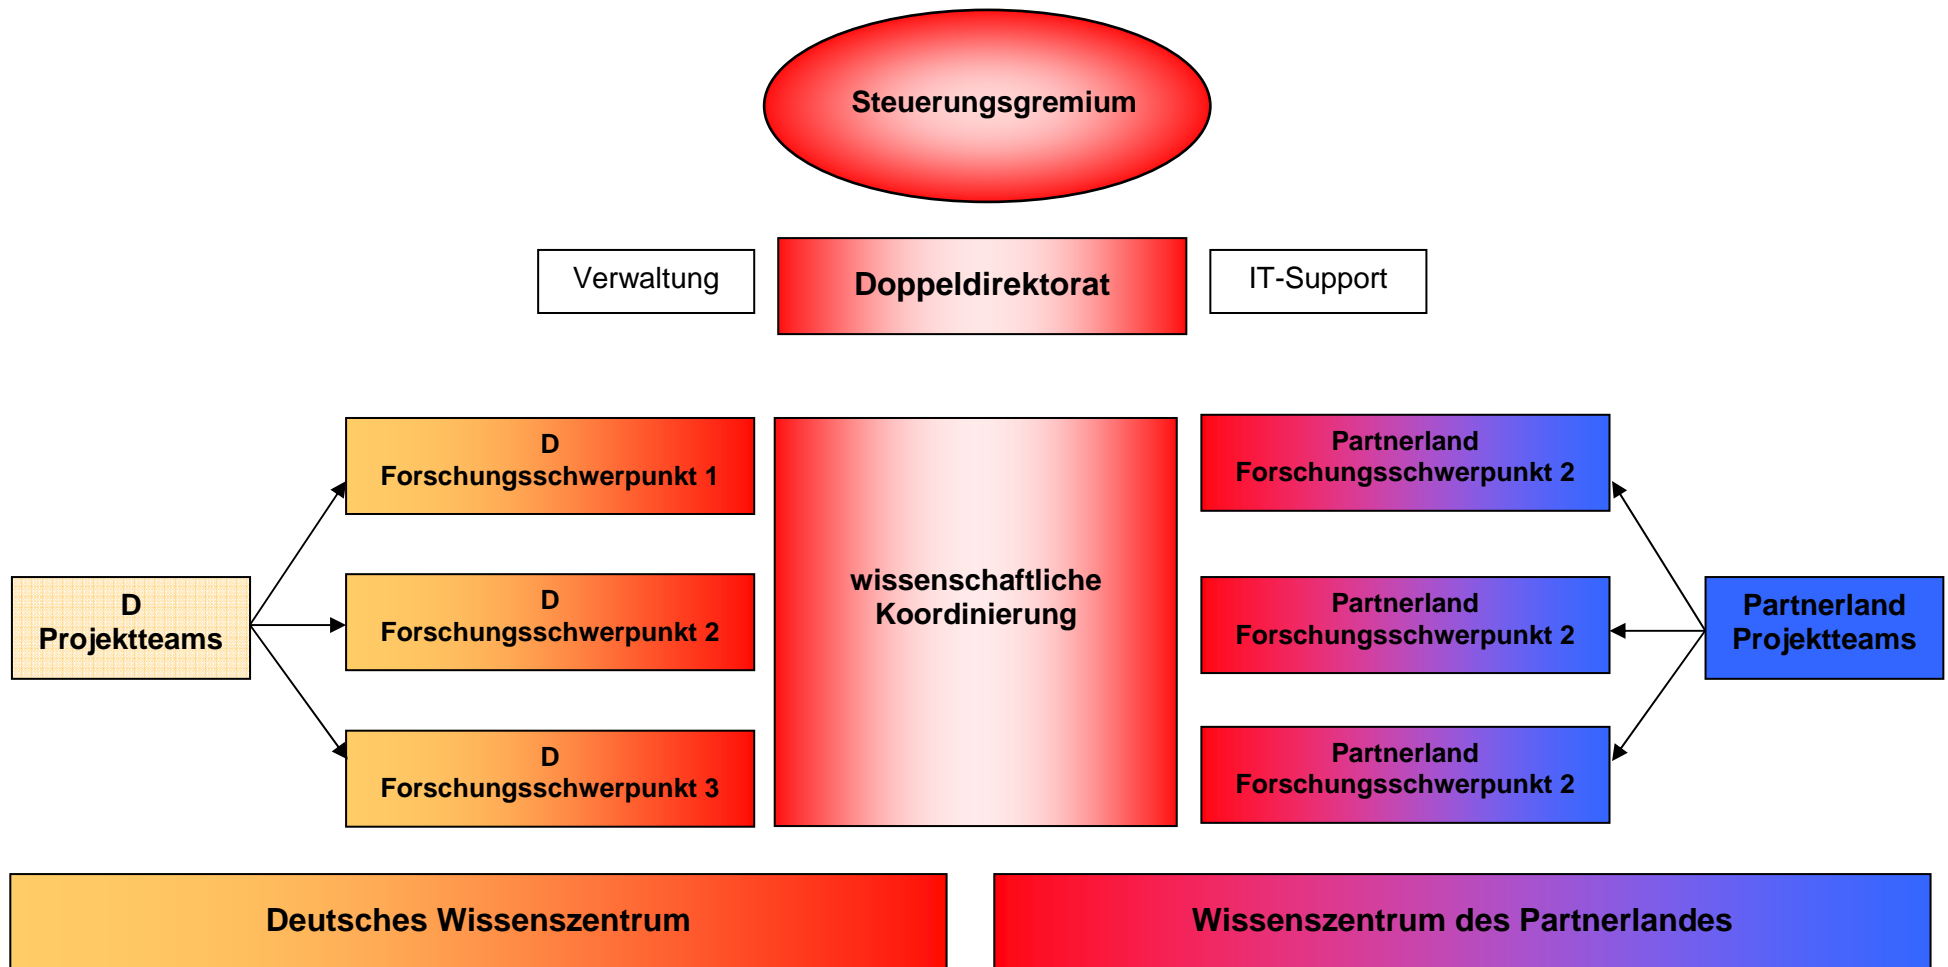 Steuerungsgremium
Verwaltung
Doppeldirektorat
IT-Support
D
Forschungsschwerpunkt 1
Partnerland
Forschungsschwerpunkt 2
D
Projektteams
D
Forschungsschwerpunkt 2
wissenschaftliche
Koordinierung
Partnerland
Forschungsschwerpunkt 2
Partnerland
Projektteams
D
Forschungsschwerpunkt 3
Partnerland
Forschungsschwerpunkt 2
Deutsches Wissenszentrum
Wissenszentrum des Partnerlandes